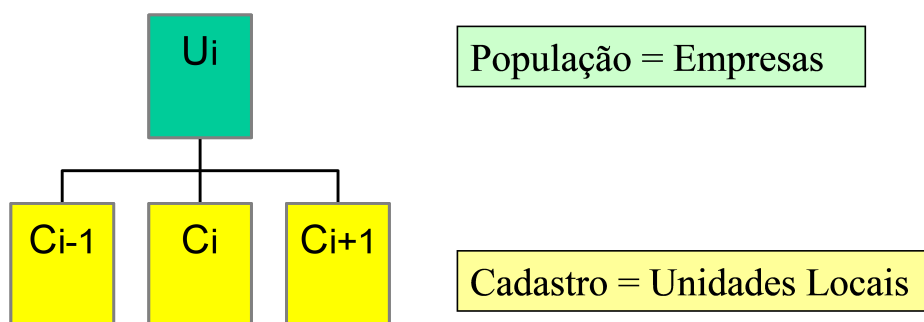 Ui
População = Empresas
Ci-1
Ci
Ci+1
Cadastro = Unidades Locais